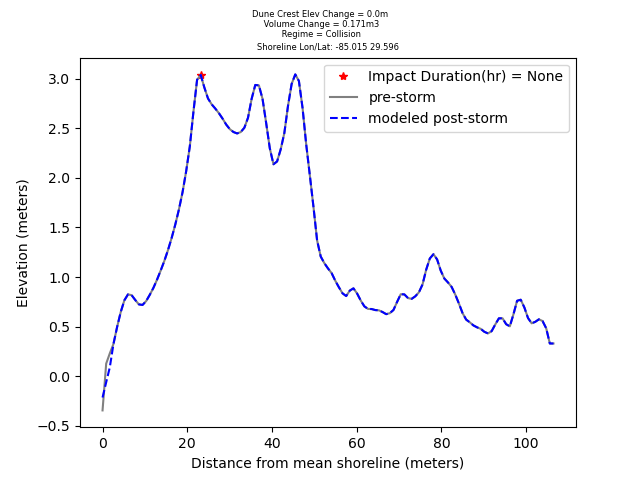 Dune Crest Elev Change = 0.0m
Volume Change = 0.171m3
Regime = Collision
Shoreline Lon/Lat: -85.015 29.596
Impact Duration(hr) = None
pre-storm
modeled post-storm
Elevation (meters)
3.0
2.5
2.0
1.5
1.0
0.5
0.0
−0.5
0 20 40 60 80 100
Distance from mean shoreline (meters)